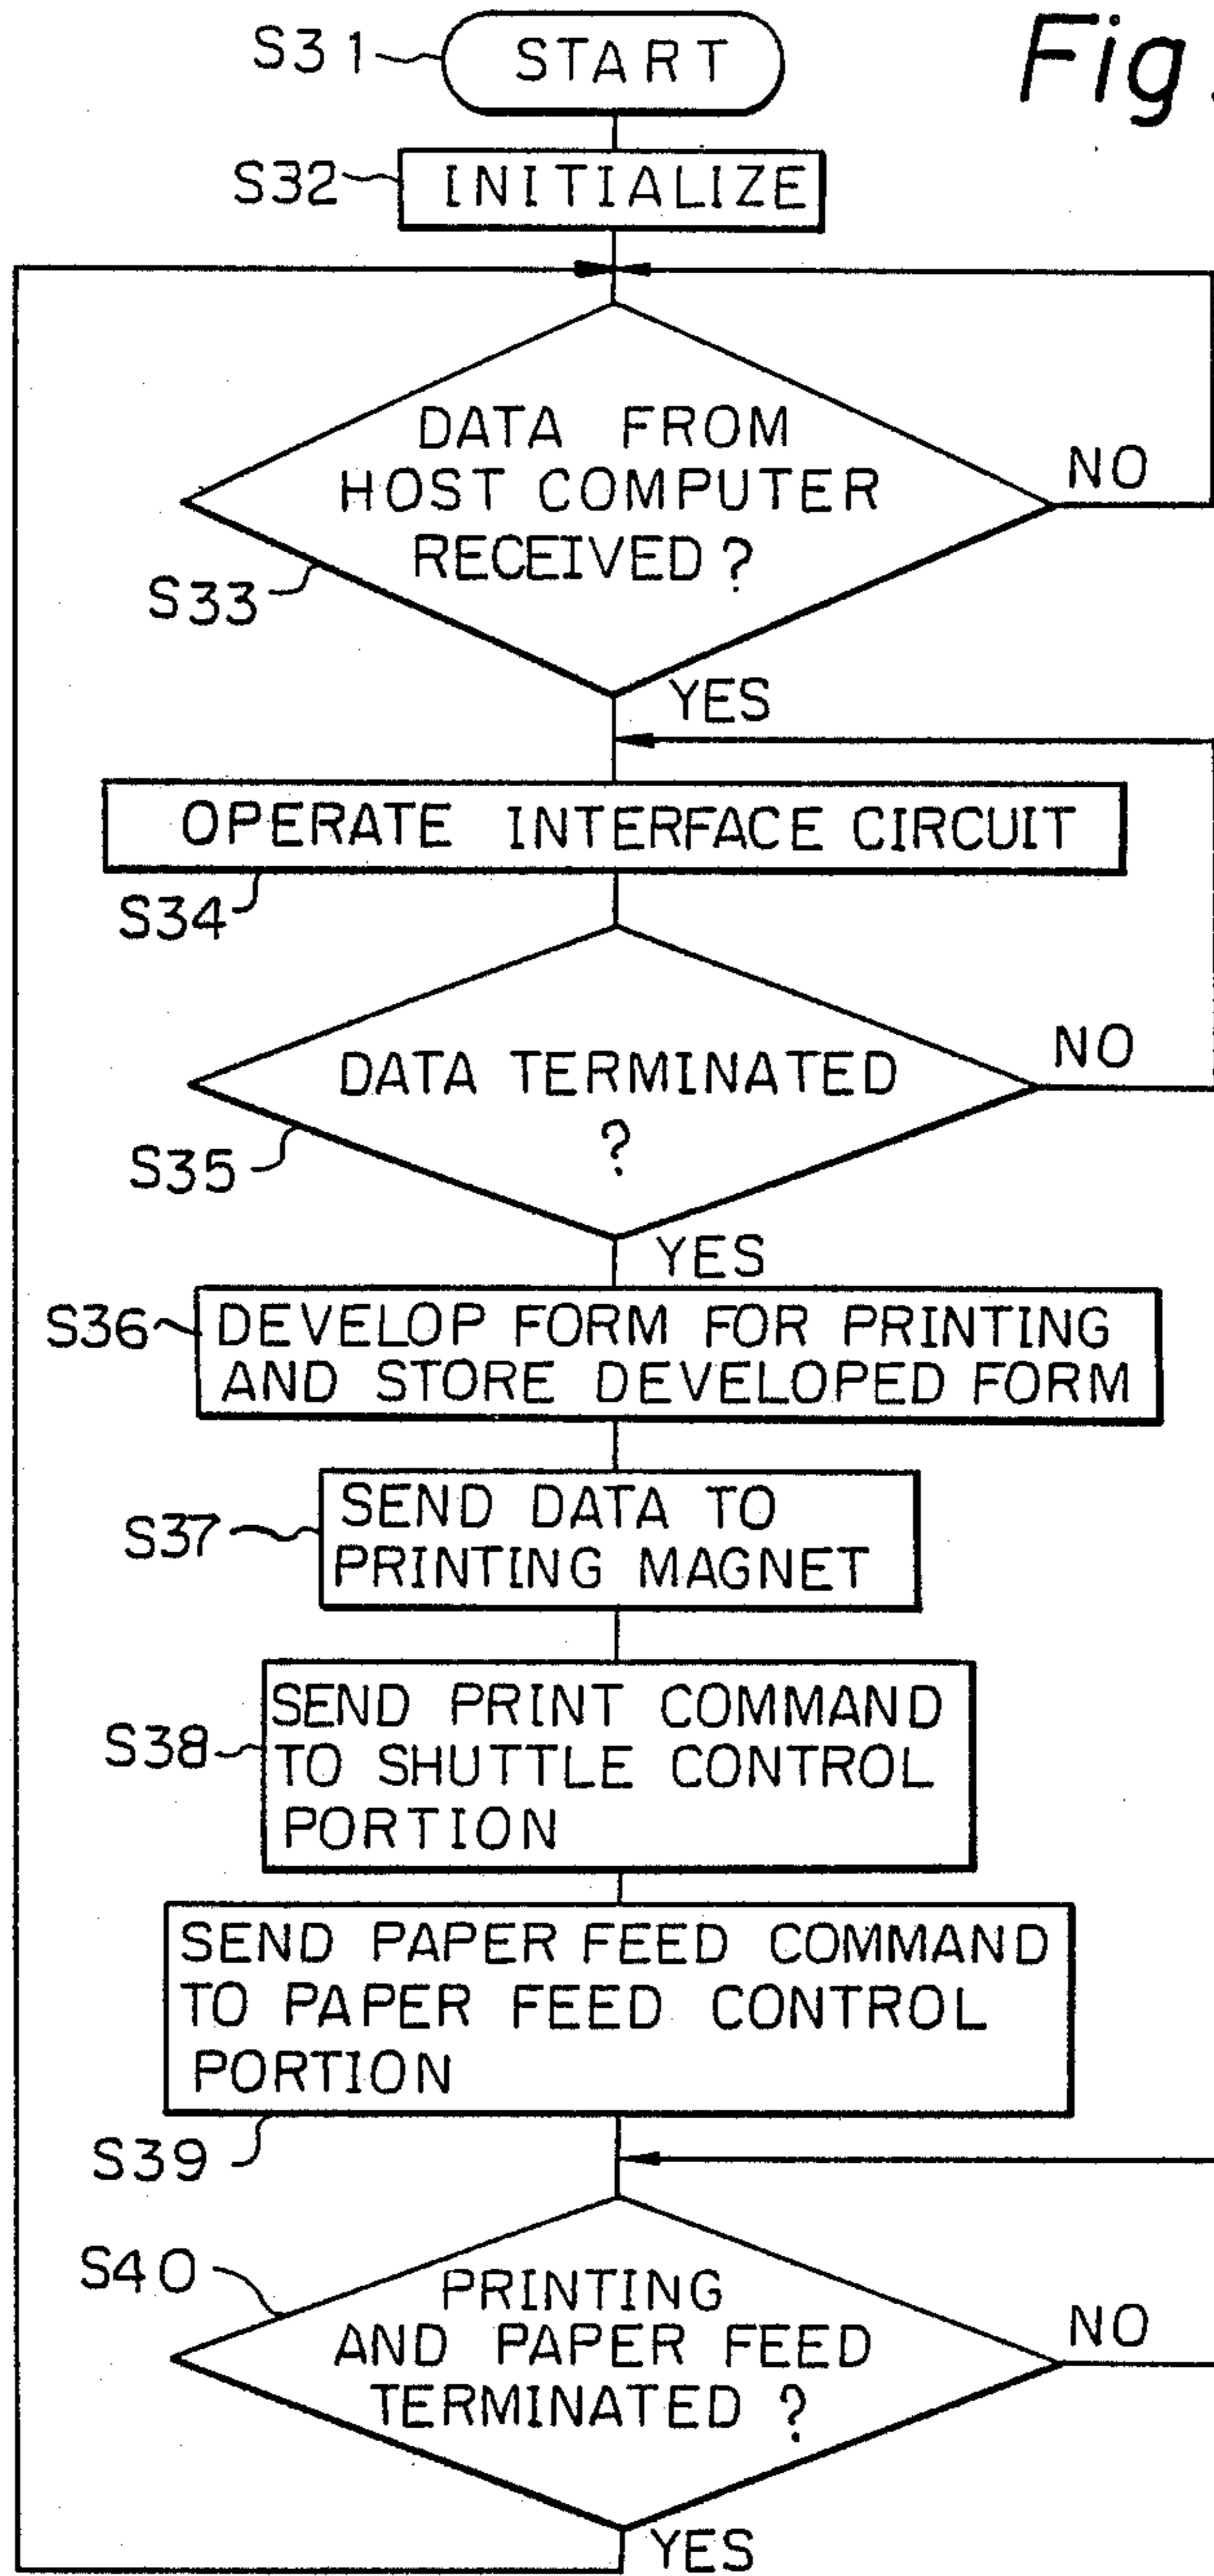 Fig.
S31
START
S32
INITIALIZE
DATA FROM
HOST COMPUTER
RECEIVED ?
NO
S33
YES
OPERATE INTERFACE CIRCUIT
S34
DATA TERMINATED
?
NO
S35
YES
S36
DEVELOP FORM FOR PRINTING
AND STORE DEVELOPED FORM
S37
SEND DATA TO
PRINTING MAGNET
S38
SEND PRINT COMMAND
TO SHUTTLE CONTROL
PORTION
SEND PAPER FEED COMMAND
TO PAPER FEED CONTROL
PORTION
S39
S40
PRINTING
AND PAPER FEED
TERMINATED ?
NO
YES